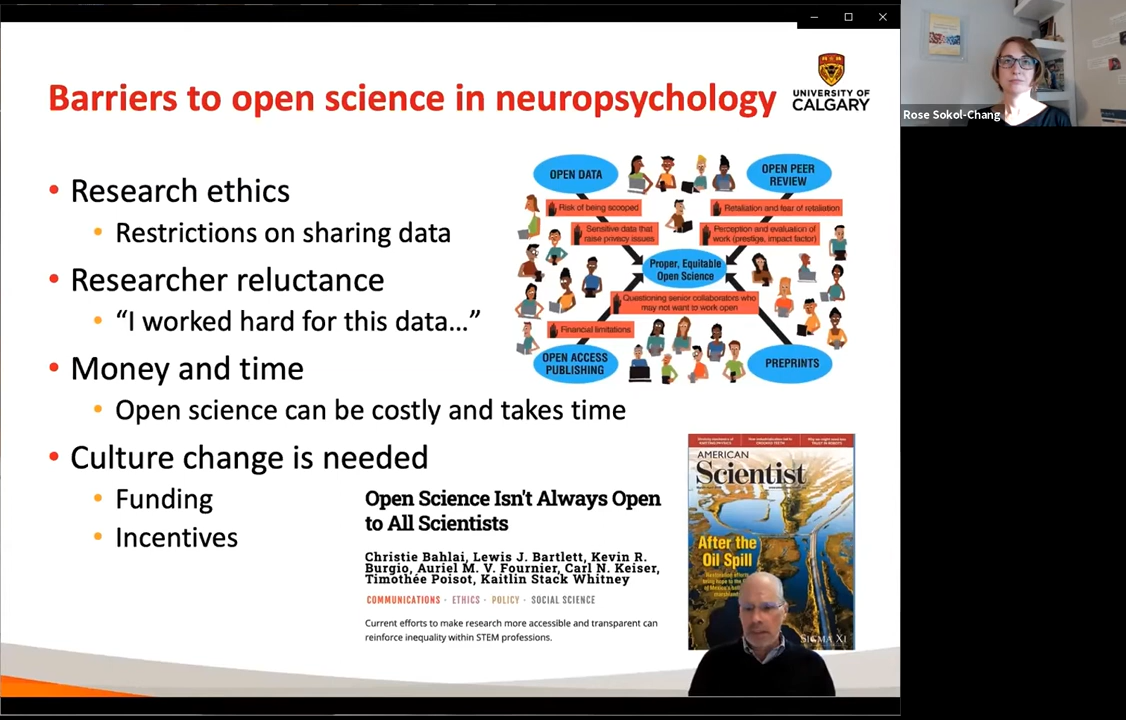 Barriers to open science in neuropsychology
UNIVERSITY OF
CALGARY
• Research ethics
• Restrictions on sharing data
• Researcher reluctance
• “I worked hard for this data...”
• Money and time
• Open science can be costly and takes time
• Culture change is needed
• Funding
• Incentives
OPEN DATA
OPEN PEER
REVIEW
Risk of being scooped
Retaliation and fear of retaliation
Sensitive data that
raise privacy issues
Perception and evaluation of
work (prestige, impact factor)
Proper, Equitable
Open Science
Questioning senior collaborators who
may not want to work open
Financial limitations
OPEN ACCESS
PUBLISHING
PREPRINTS
Open Science Isn't Always Open
to All Scientists
Christie Bahlai, Lewis J. Bartlett, Kevin R.
Burgio, Auriel M. V. Fournier, Carl N. Keiser,
Timothée Poisot, Kaitlin Stack Whitney
COMMUNICATIONS • ETHICS • POLICY • SOCIAL SCIENCE
Current efforts to make research more accessible and transparent can
reinforce inequality within STEM professions.
AMERICAN
Scientist
After the
Oil Spill
SIGMA XI
Rose Sokol-Chang